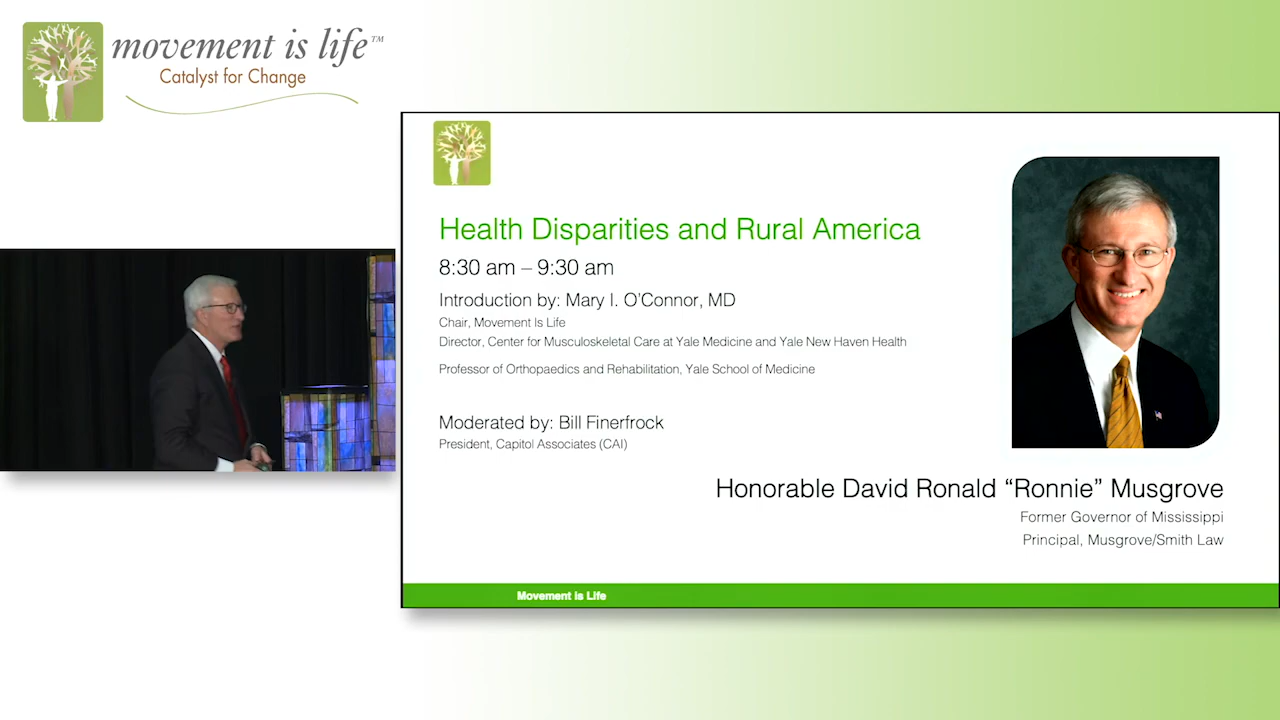 movement is life™
Catalyst for Change
Health Disparities and Rural America
8:30 am – 9:30 am
Introduction by: Mary I. O'Connor, MD
Chair, Movement Is Life
Director, Center for Musculoskeletal Care at Yale Medicine and Yale New Haven Health
Professor of Orthopaedics and Rehabilitation, Yale School of Medicine
Moderated by: Bill Finerfrock
President, Capitol Associates (CAI)
Honorable David Ronald “Ronnie” Musgrove
Former Governor of Mississippi
Principal, Musgrove/Smith Law
Movement is Life